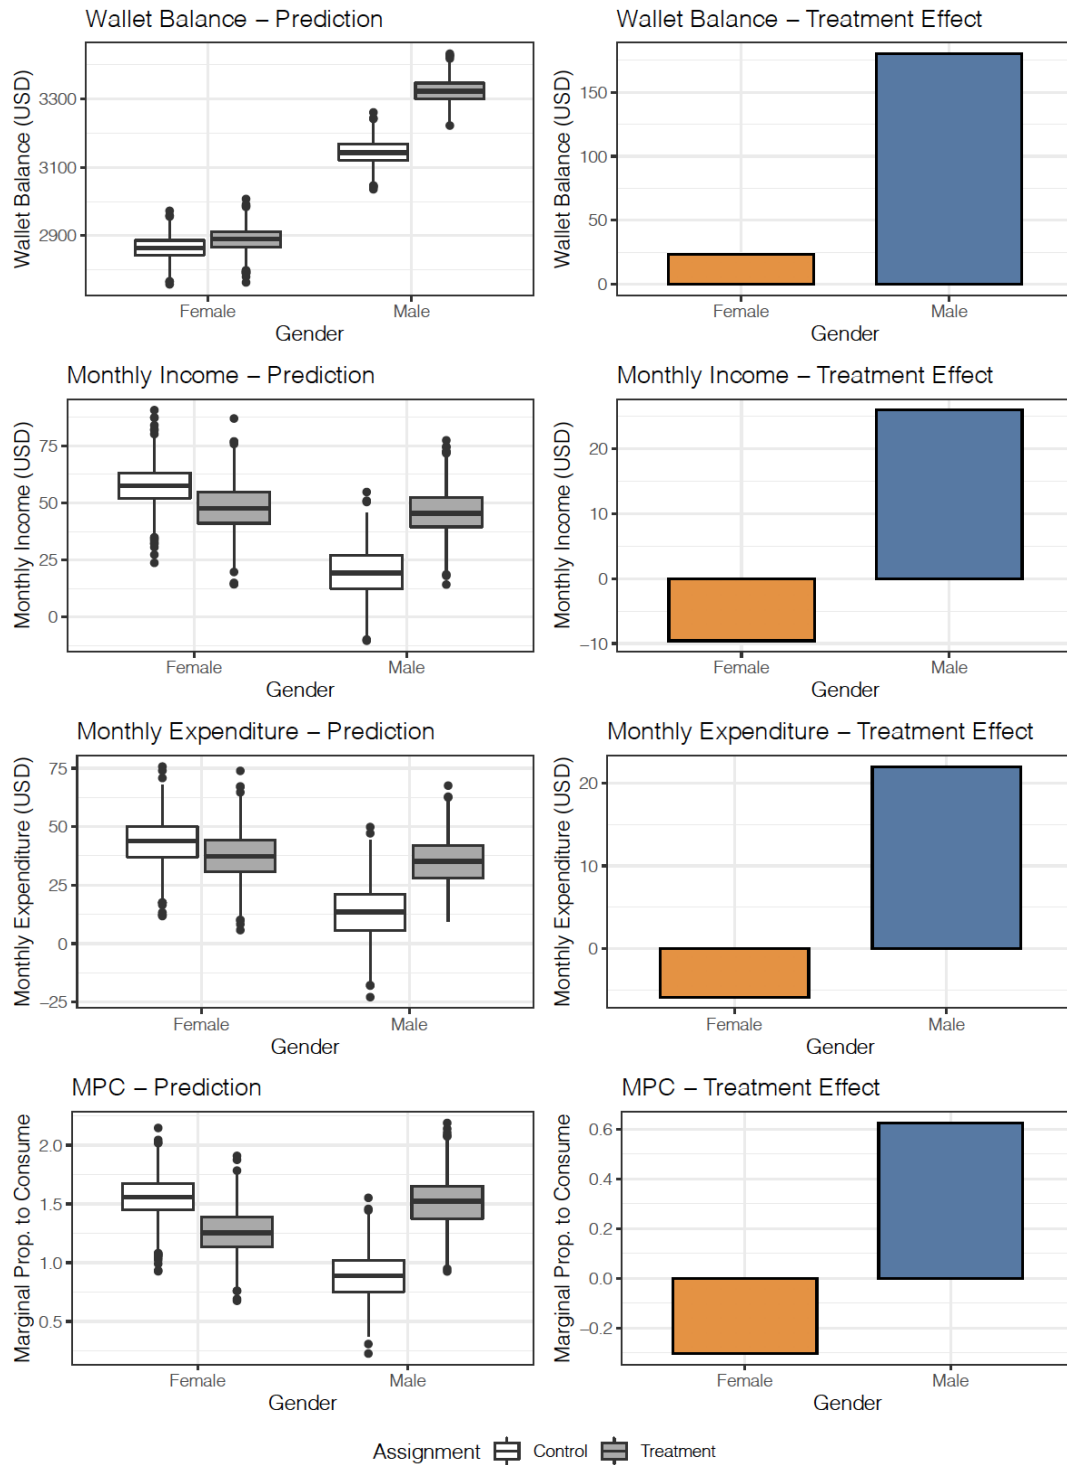 Wallet Balance – Prediction
Wallet Balance (USD)
3300
3100
2900
Female
Male
Gender
Wallet Balance – Treatment Effect
Wallet Balance (USD)
150
100
50
0
Female
Male
Gender
Monthly Income – Prediction
Monthly Income (USD)
75
50
25
0
Female
Male
Gender
Monthly Income – Treatment Effect
Monthly Income (USD)
20
10
0
−10
Female
Male
Gender
Monthly Expenditure – Prediction
Monthly Expenditure (USD)
75
50
25
0
−25
Female
Male
Gender
Monthly Expenditure – Treatment Effect
Monthly Expenditure (USD)
20
10
0
Female
Male
Gender
MPC – Prediction
Marginal Prop. to Consume
2.0
1.5
1.0
0.5
Female
Male
Gender
MPC – Treatment Effect
Marginal Prop. to Consume
0.6
0.4
0.2
0.0
−0.2
Female
Male
Gender
Assignment Control Treatment